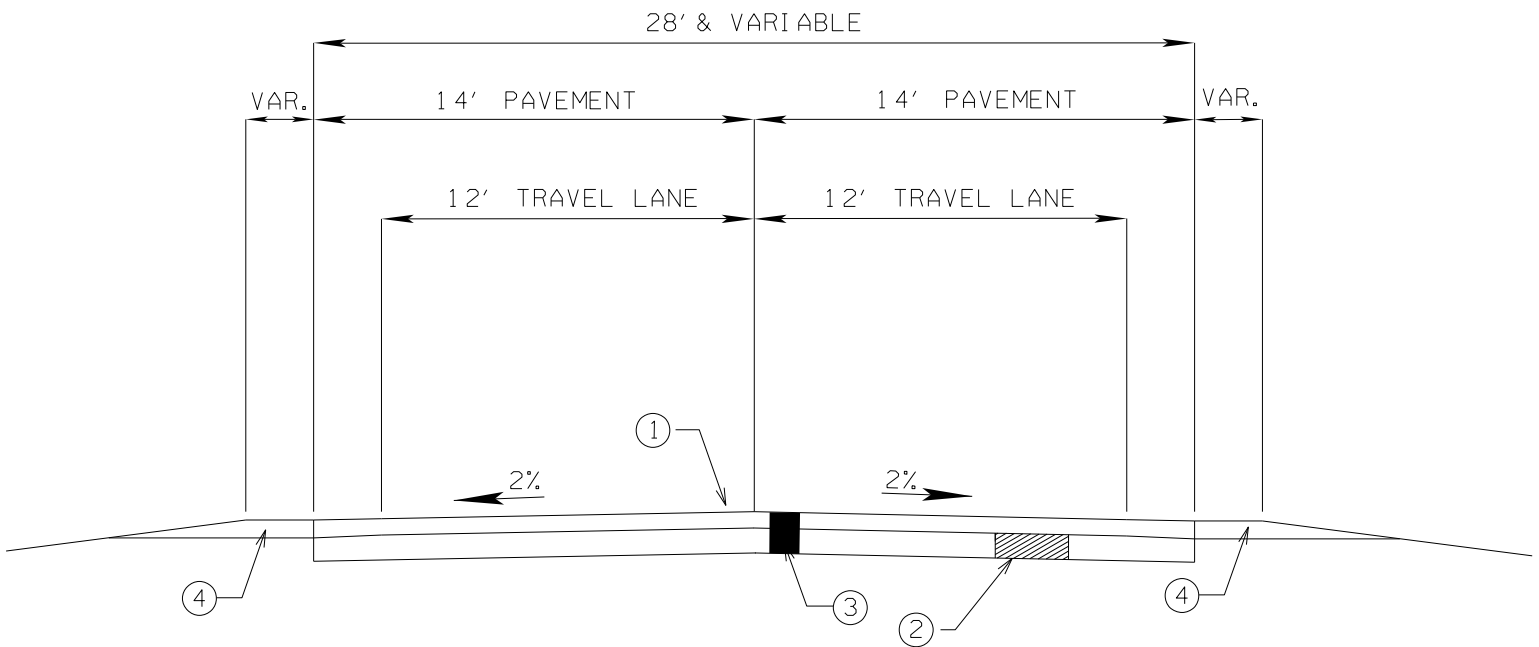 28' & VARIABLE
VAR.
14' PAVEMENT
14' PAVEMENT
VAR.
12' TRAVEL LANE
12' TRAVEL LANE
1
2%
2%
4
3
2
4